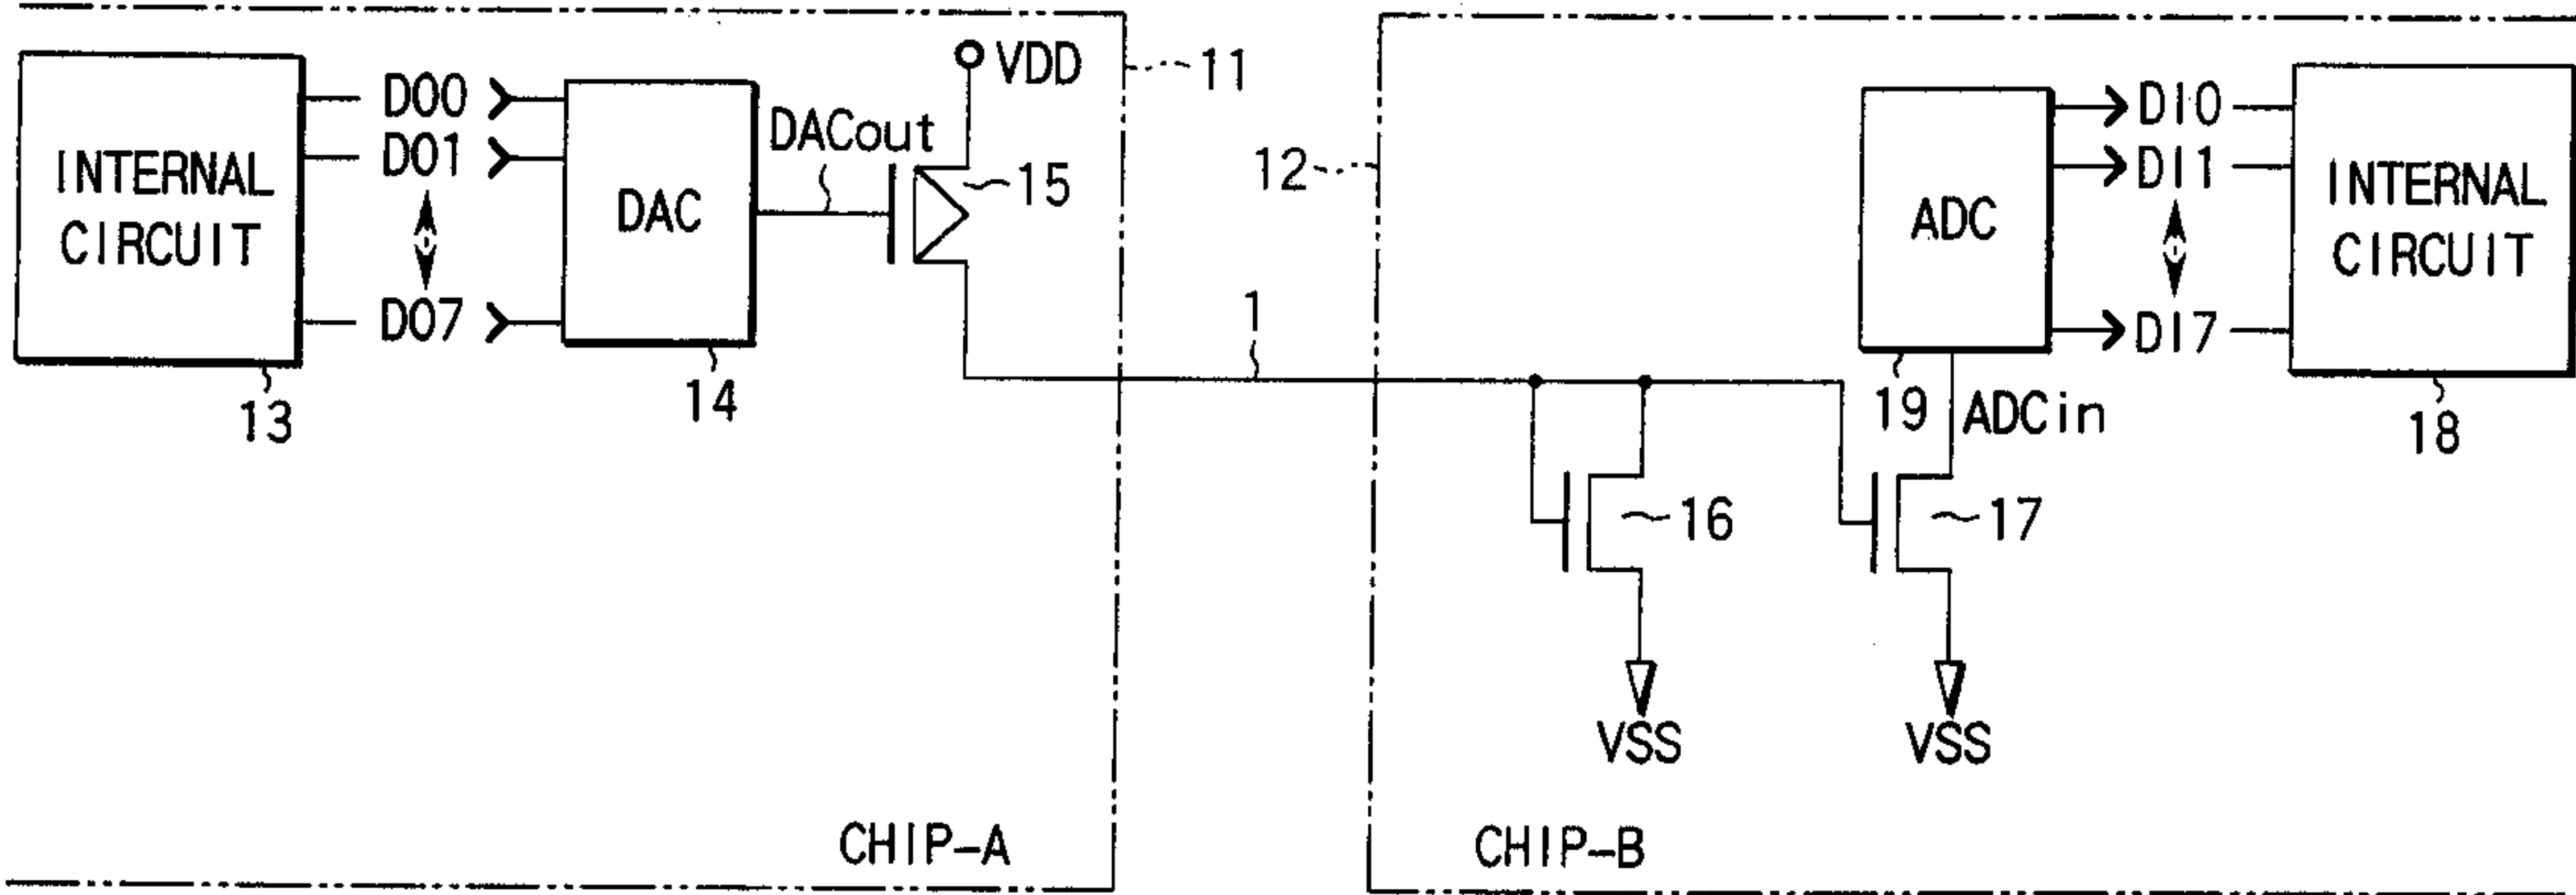 INTERNAL
CIRCUIT
13
DO0
DO1
DO7
DAC
14
DACout
VDD
15
11
1
12
16
VSS
17
VSS
ADC
19
ADCin
DI0
DI1
DI7
INTERNAL
CIRCUIT
18
CHIP-A
CHIP-B